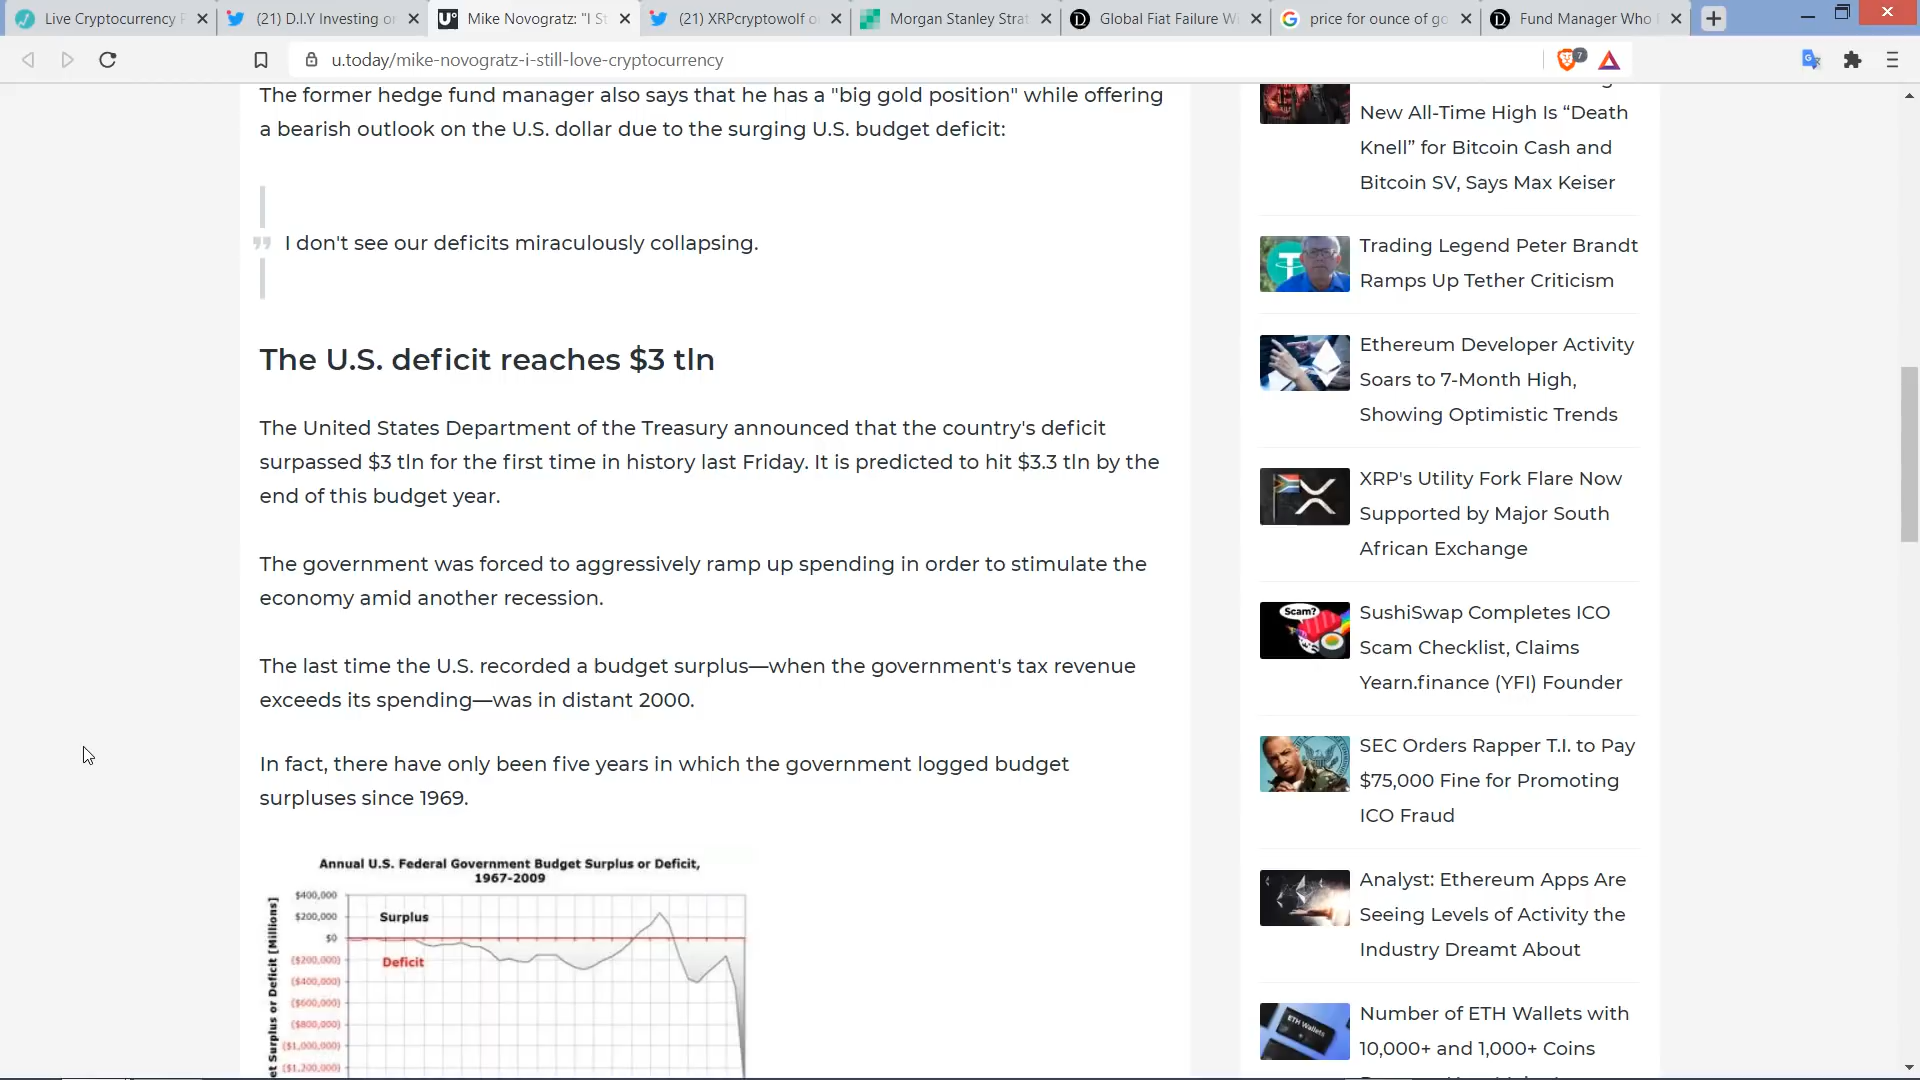 Live Cryptocurrency P
(21) D.I.Y Investing o
Mike Novogratz: "I St
(21) XRPcryptowolf o
Morgan Stanley Strat
Global Fiat Failure Wi
price for ounce of go
Fund Manager Who
u.today/mike-novogratz-i-still-love-cryptocurrency
7
The former hedge fund manager also says that he has a "big gold position" while offering
a bearish outlook on the U.S. dollar due to the surging U.S. budget deficit:
I don't see our deficits miraculously collapsing.
The U.S. deficit reaches $3 tln
The United States Department of the Treasury announced that the country's deficit
surpassed $3 tln for the first time in history last Friday. It is predicted to hit $3.3 tln by the
end of this budget year.
The government was forced to aggressively ramp up spending in order to stimulate the
economy amid another recession.
The last time the U.S. recorded a budget surplus—when the government's tax revenue
exceeds its spending—was in distant 2000.
In fact, there have only been five years in which the government logged budget
surpluses since 1969.
Annual U.S. Federal Government Budget Surplus or Deficit,
1967-2009
et Surplus or Deficit [Millions]
$400,000
$200,000
$0
($200,000)
($400,000)
($600,000)
($800,000)
($1,000,000)
($1,200,000)
Surplus
Deficit
New All-Time High Is “Death
Knell” for Bitcoin Cash and
Bitcoin SV, Says Max Keiser
Trading Legend Peter Brandt
Ramps Up Tether Criticism
Ethereum Developer Activity
Soars to 7-Month High,
Showing Optimistic Trends
XRP's Utility Fork Flare Now
Supported by Major South
African Exchange
Scam?
SushiSwap Completes ICO
Scam Checklist, Claims
Yearn.finance (YFI) Founder
SEC Orders Rapper T.I. to Pay
$75,000 Fine for Promoting
ICO Fraud
Analyst: Ethereum Apps Are
Seeing Levels of Activity the
Industry Dreamt About
ETH Wallets
Number of ETH Wallets with
10,000+ and 1,000+ Coins